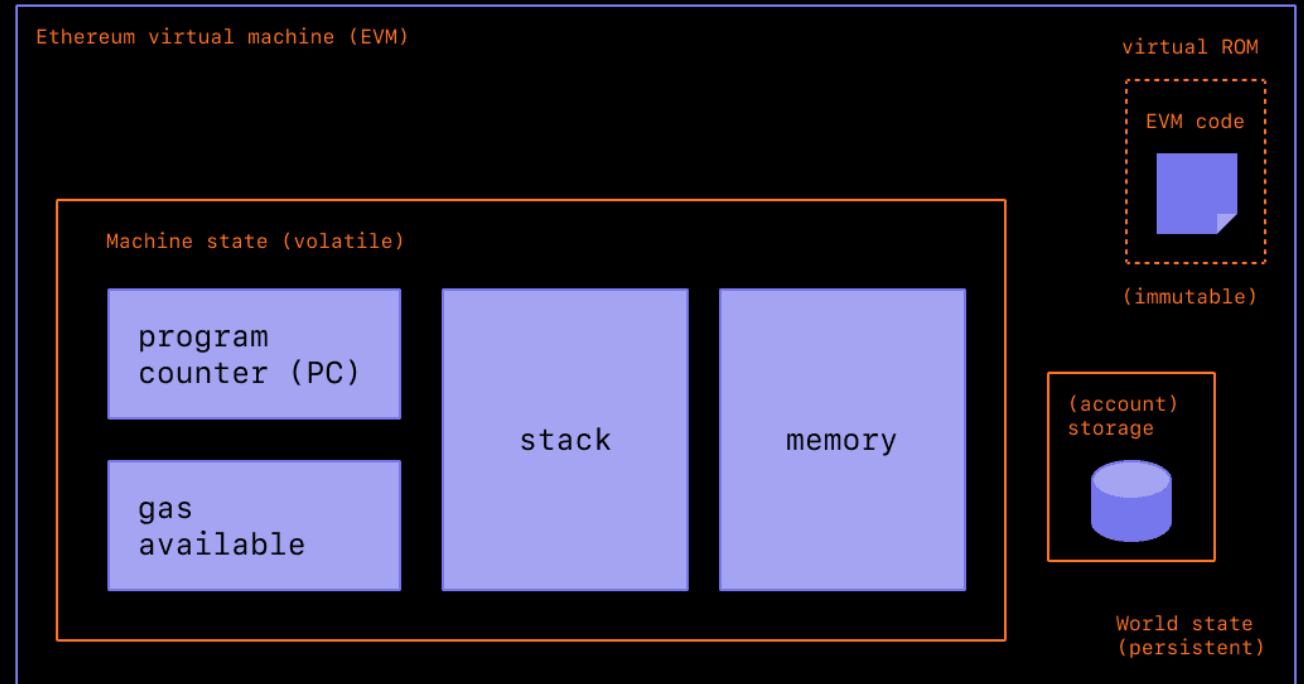 Ethereum virtual machine (EVM)
virtual ROM
EVM code
(immutable)
Machine state (volatile)
program
counter (PC)
gas
available
stack
memory
(account)
storage
World state
(persistent)